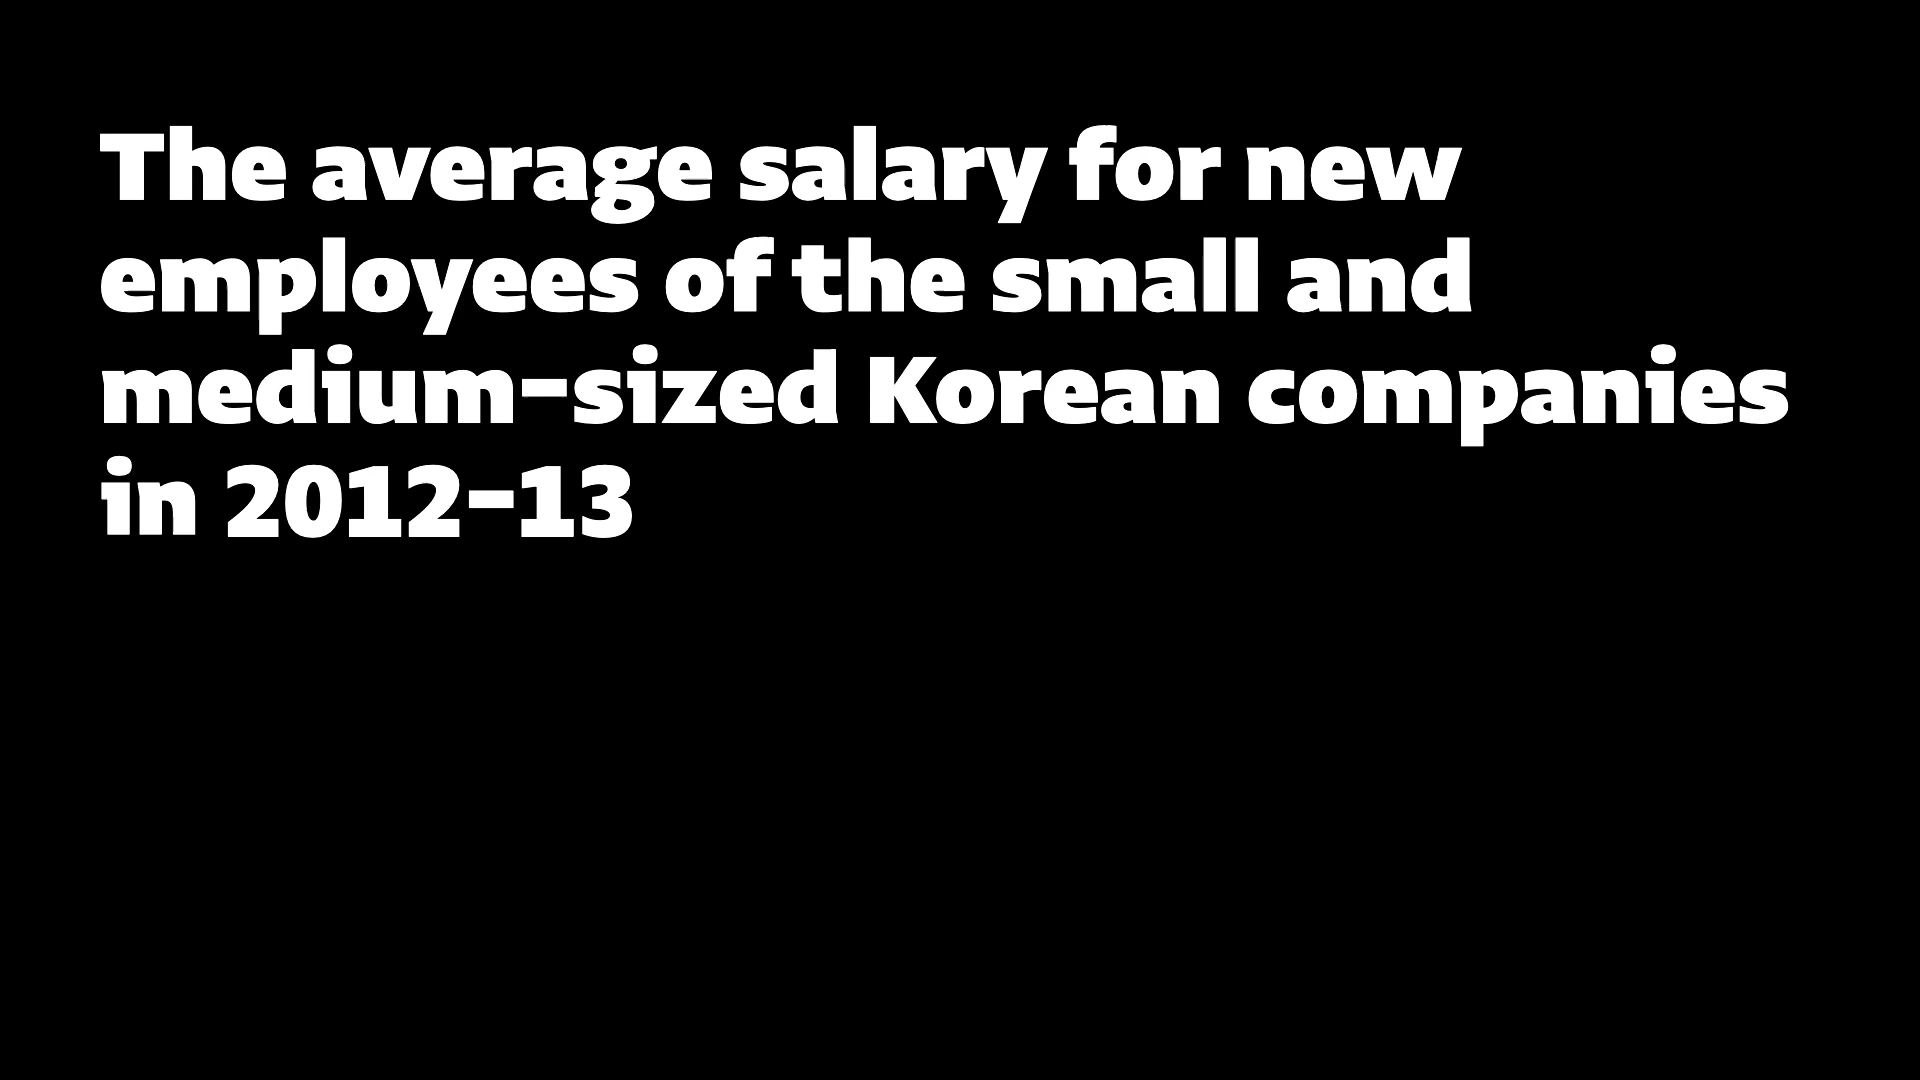 The average salary for new
employees of the small and
medium-sized Korean companies
in 2012–13